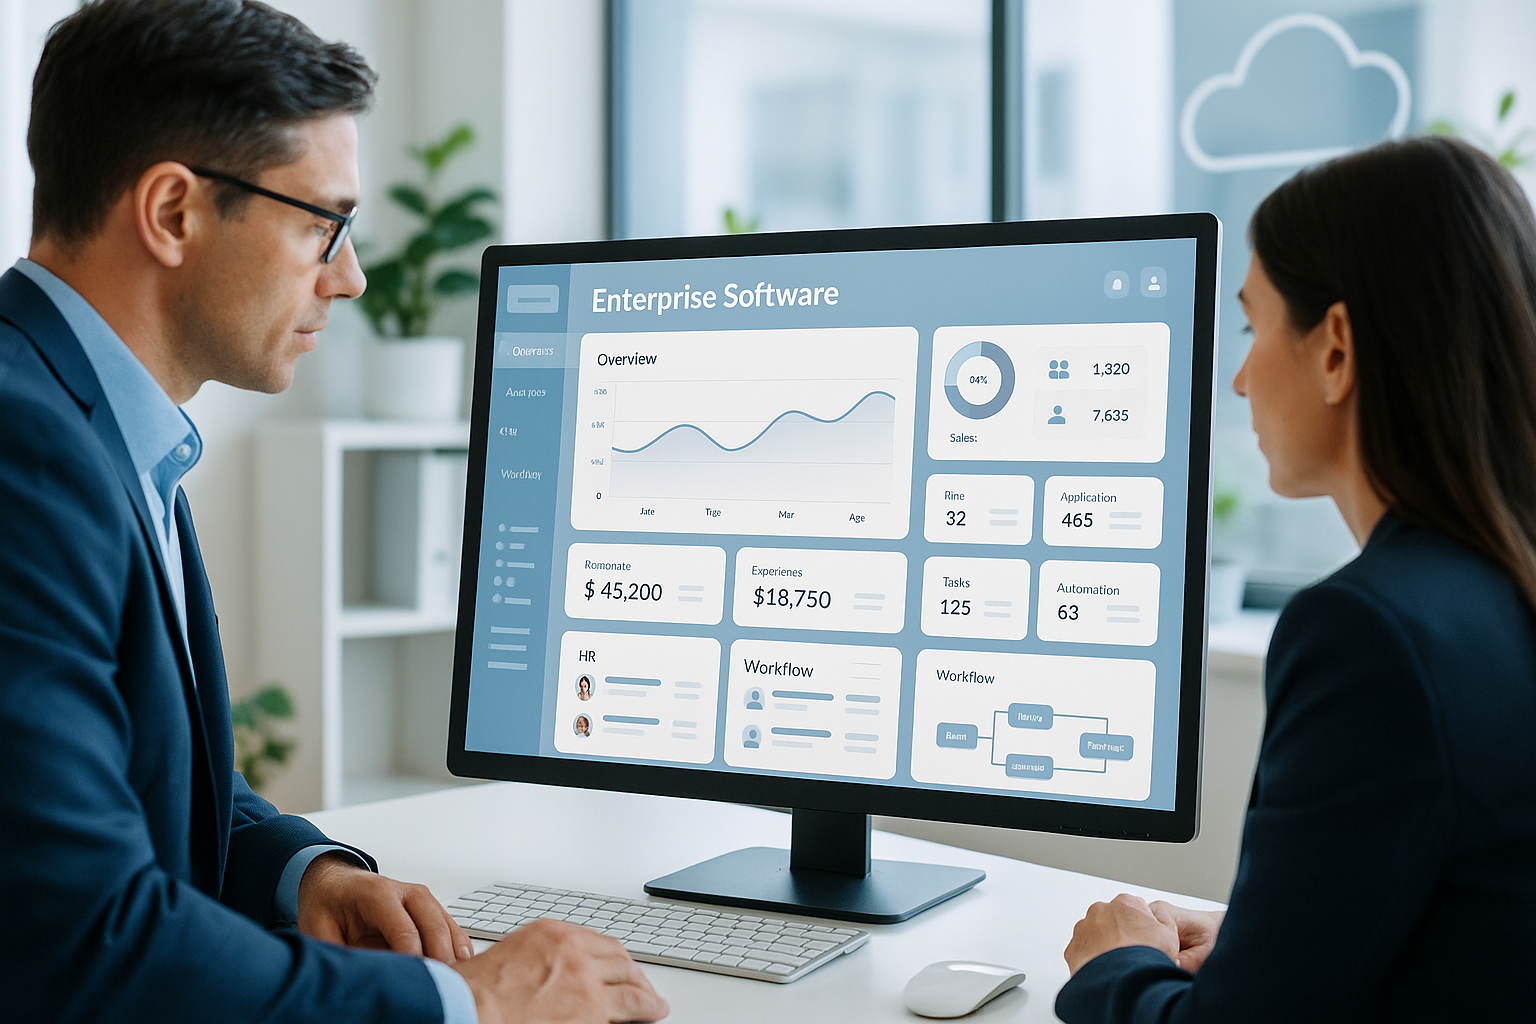 Enterprise Software
Overview
0
Jate
Trge
Mar
Age
04%
1,320
7,635
Sales:
Rine
32
Application
465
Romonate
$ 45,200
Experienes
$18,750
Tasks
125
Automation
63
HR
Workflow
Workflow